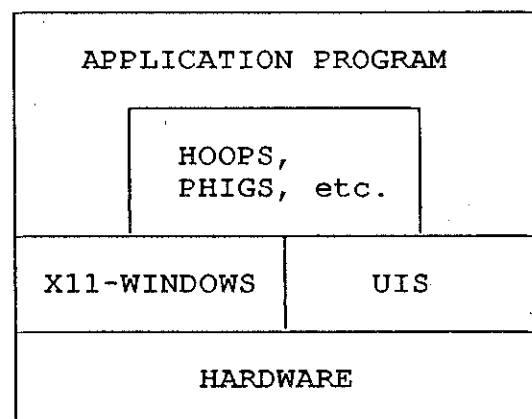 APPLICATION PROGRAM
HOOPS,
PHIGS, etc.
X11-WINDOWS UIS
HARDWARE